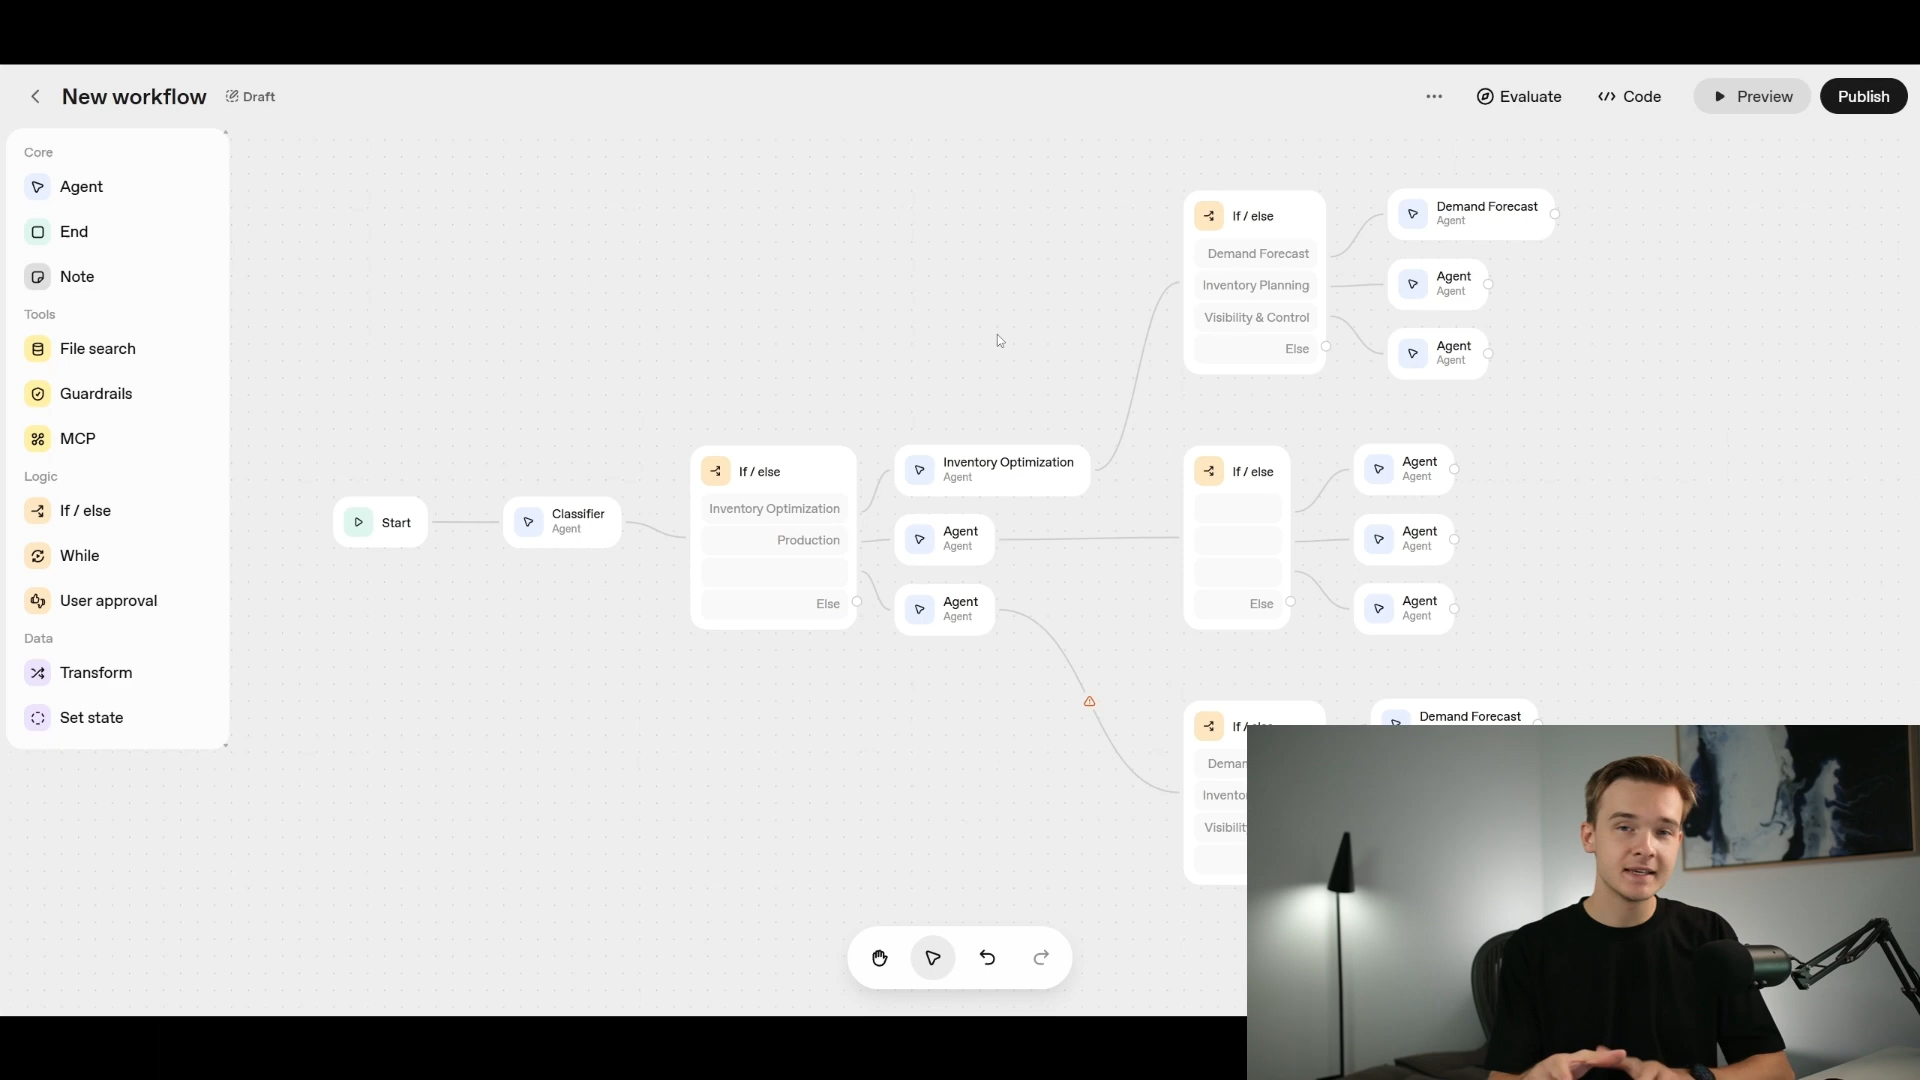 New workflow
Draft
Evaluate
Code
Preview
Publish
Core
Agent
End
Note
Tools
File search
Guardrails
MCP
Logic
If / else
While
User approval
Data
Transform
Set state
Start
Classifier
Agent
If / else
Inventory Optimization
Production
Else
Inventory Optimization
Agent
Agent
Agent
Agent
Agent
If / else
Demand Forecast
Inventory Planning
Visibility & Control
Else
Demand Forecast
Agent
Agent
Agent
Agent
Agent
If / else
Else
Agent
Agent
Agent
Agent
Agent
Agent
Demand Forecast